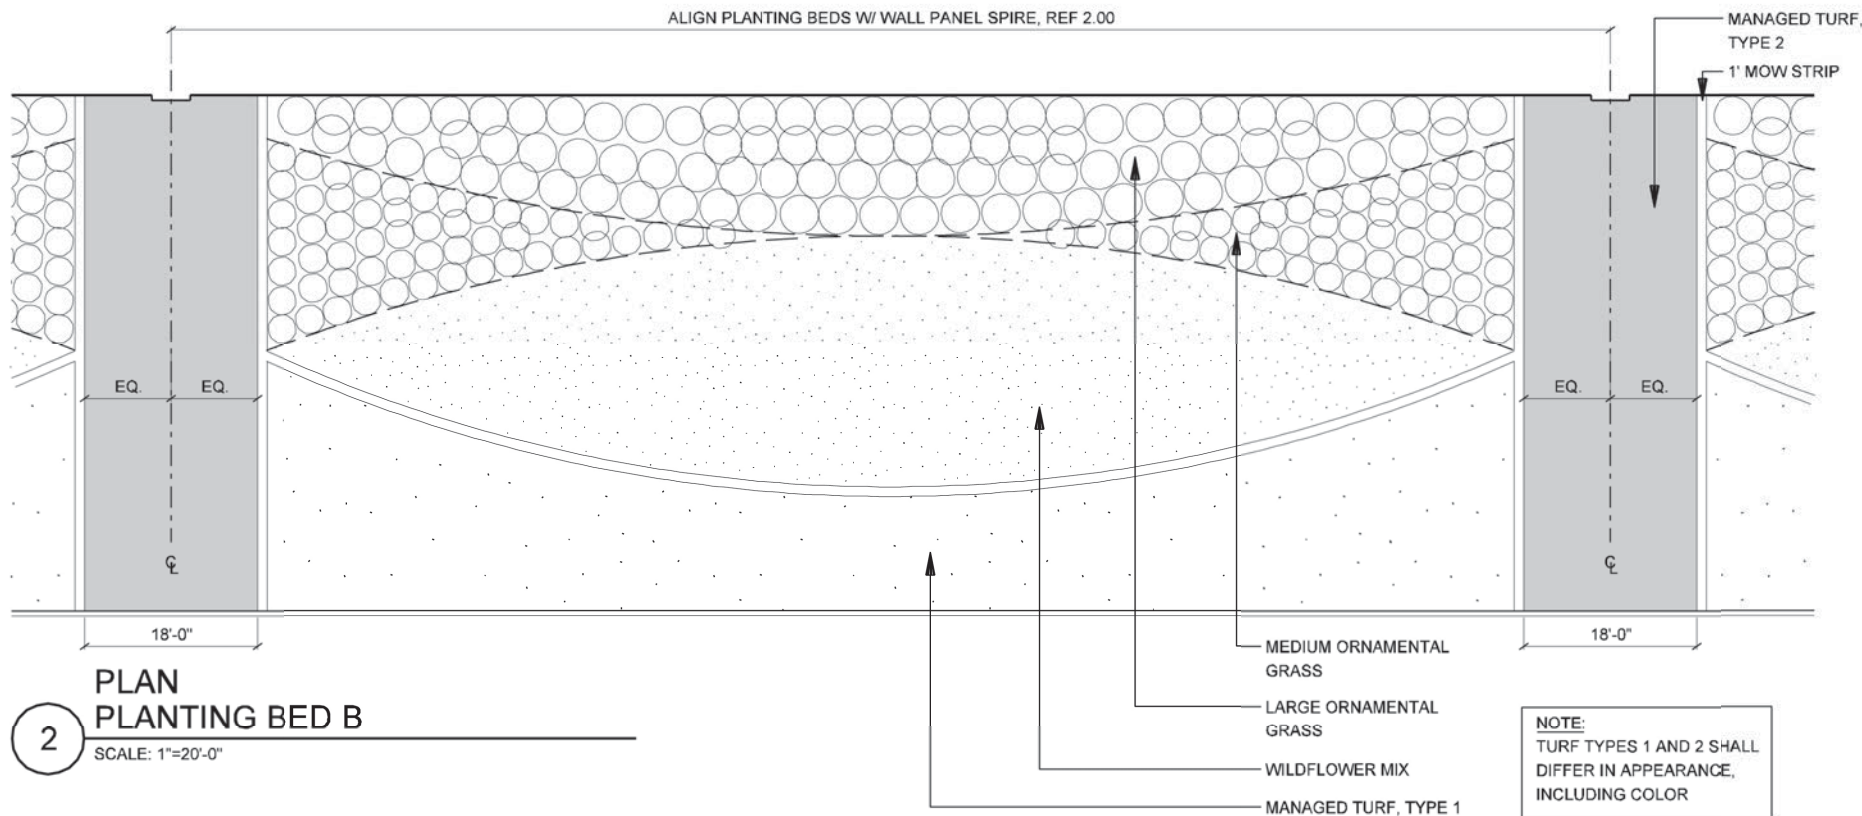 ALIGN PLANTING BEDS W/ WALL PANEL SPIRE, REF 2.00
MANAGED TURF,
TYPE 2
1' MOW STRIP
EQ. EQ.
EQ. EQ.
CL
CL
18'-0"
18'-0"
MEDIUM ORNAMENTAL
GRASS
LARGE ORNAMENTAL
GRASS
WILDFLOWER MIX
MANAGED TURF, TYPE 1
2
PLAN
PLANTING BED B
SCALE: 1"=20'-0"
NOTE:
TURF TYPES 1 AND 2 SHALL
DIFFER IN APPEARANCE,
INCLUDING COLOR